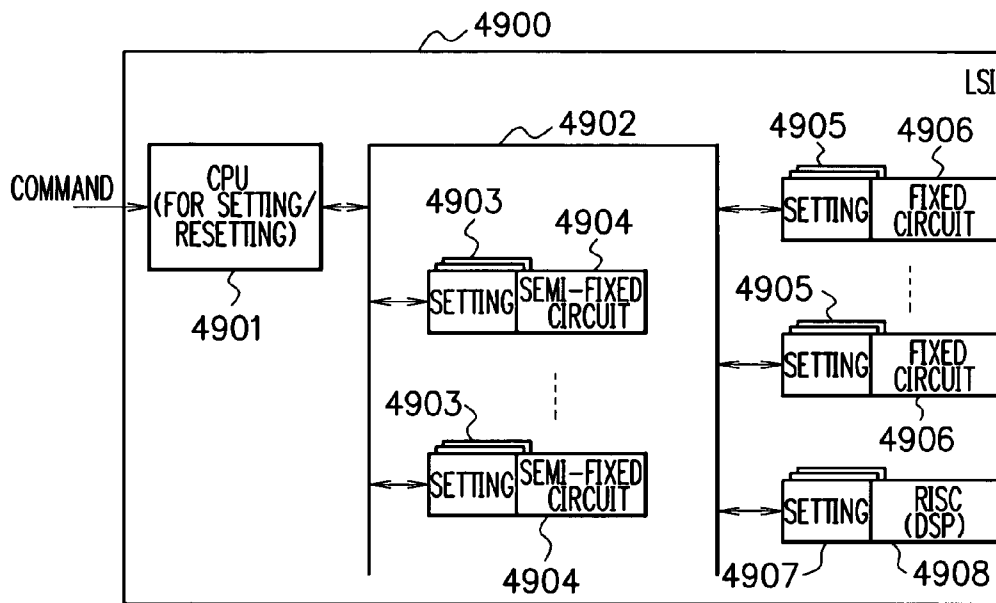 4900
LSI
4902
4905
4906
COMMAND
CPU
(FOR SETTING/
RESETTING)
4901
SETTING
FIXED
CIRCUIT
4903
4904
SETTING
SEMI-FIXED
CIRCUIT
4905
SETTING
FIXED
CIRCUIT
4906
4903
SETTING
SEMI-FIXED
CIRCUIT
4904
SETTING
RISC
(DSP)
4907
4908